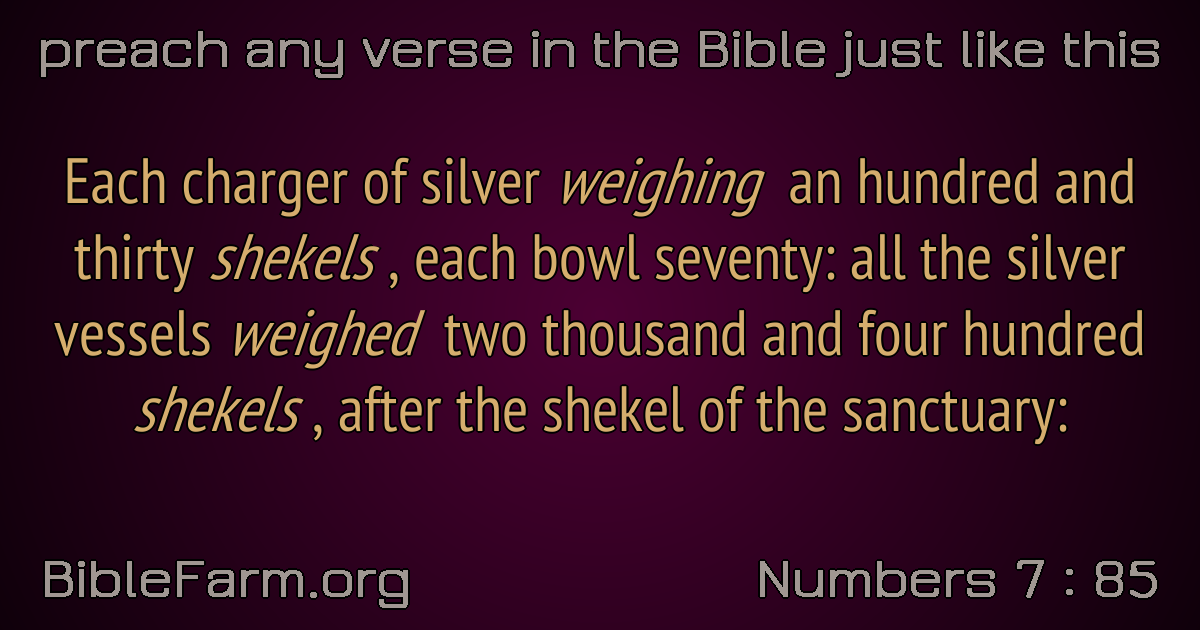 preach any verse in the Bible just like this
Each charger of silver weighing an hundred and
thirty shekels , each bowl seventy: all the silver
vessels weighed two thousand and four hundred
shekels , after the shekel of the sanctuary:
BibleFarm.org
Numbers 7 : 85